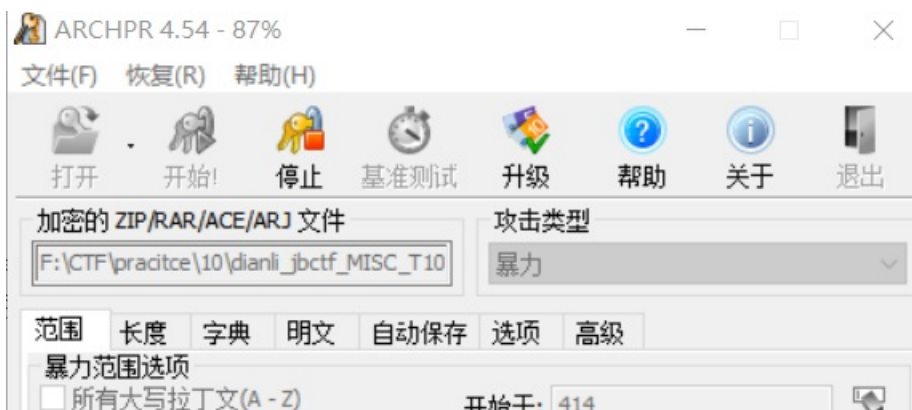 ARCHPR 4.54 - 87%
文件(F) 恢复(R) 帮助(H)
打开 开始! 停止 基准测试 升级 帮助 关于 退出
加密的 ZIP/RAR/ACE/ARJ 文件 攻击类型
F:\CTF\pracitce\10\dianli_jbctf_MISC_T10 暴力
范围 长度 字典 明文 自动保存 选项 高级
暴力范围选项
所有大写拉丁文(A - Z) 开始于: 414